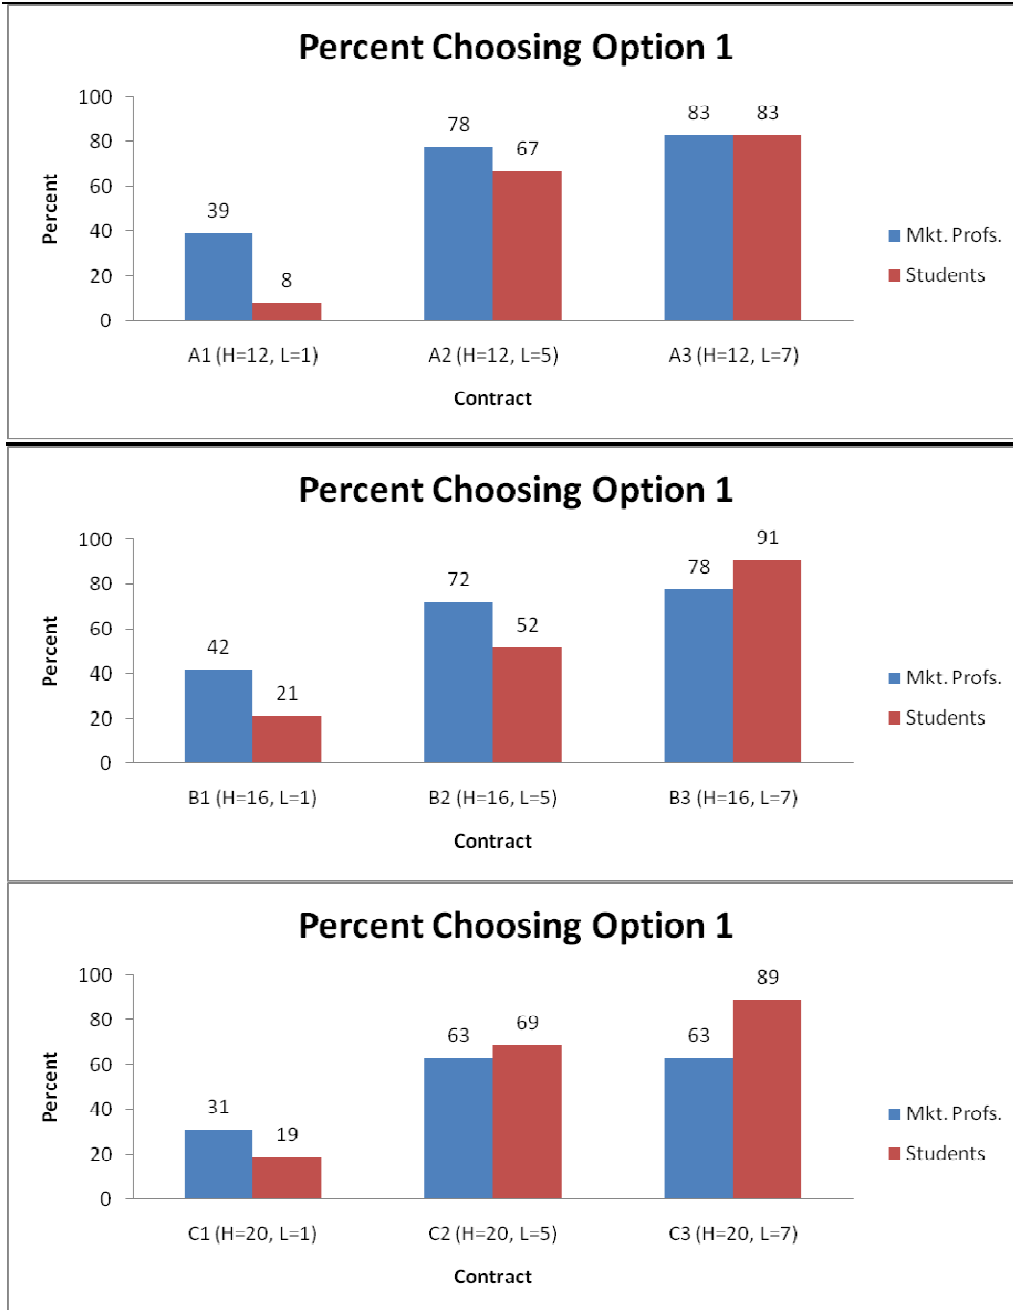 Percent Choosing Option 1
100
80
60
40
20
0
Percent
39
8
78
67
83
83
A1 (H=12, L=1)
A2 (H=12, L=5)
A3 (H=12, L=7)
Contract
Mkt. Profs.
Students
Percent Choosing Option 1
100
80
60
40
20
0
Percent
42
21
72
52
78
91
B1 (H=16, L=1)
B2 (H=16, L=5)
B3 (H=16, L=7)
Contract
Mkt. Profs.
Students
Percent Choosing Option 1
100
80
60
40
20
0
Percent
31
19
63
69
63
89
C1 (H=20, L=1)
C2 (H=20, L=5)
C3 (H=20, L=7)
Contract
Mkt. Profs.
Students